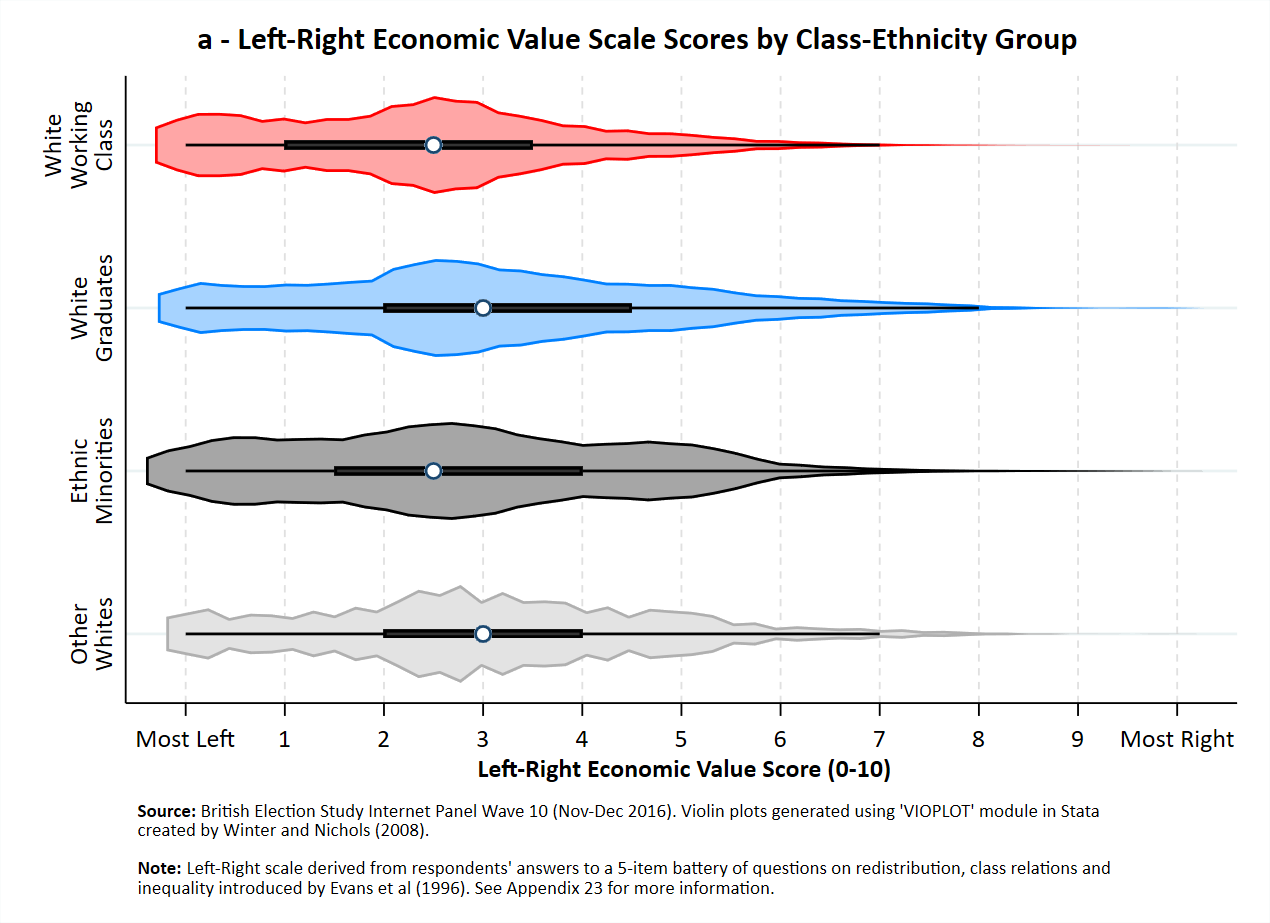 a - Left-Right Economic Value Scale Scores by Class-Ethnicity Group
White
Working
Class
White
Graduates
Ethnic
Minorities
Other
Whites
Most Left 1 2 3 4 5 6 7 8 9 Most Right
Left-Right Economic Value Score (0-10)
Source: British Election Study Internet Panel Wave 10 (Nov-Dec 2016). Violin plots generated using 'VIOPLOT' module in Stata
created by Winter and Nichols (2008).
Note: Left-Right scale derived from respondents' answers to a 5-item battery of questions on redistribution, class relations and
inequality introduced by Evans et al (1996). See Appendix 23 for more information.